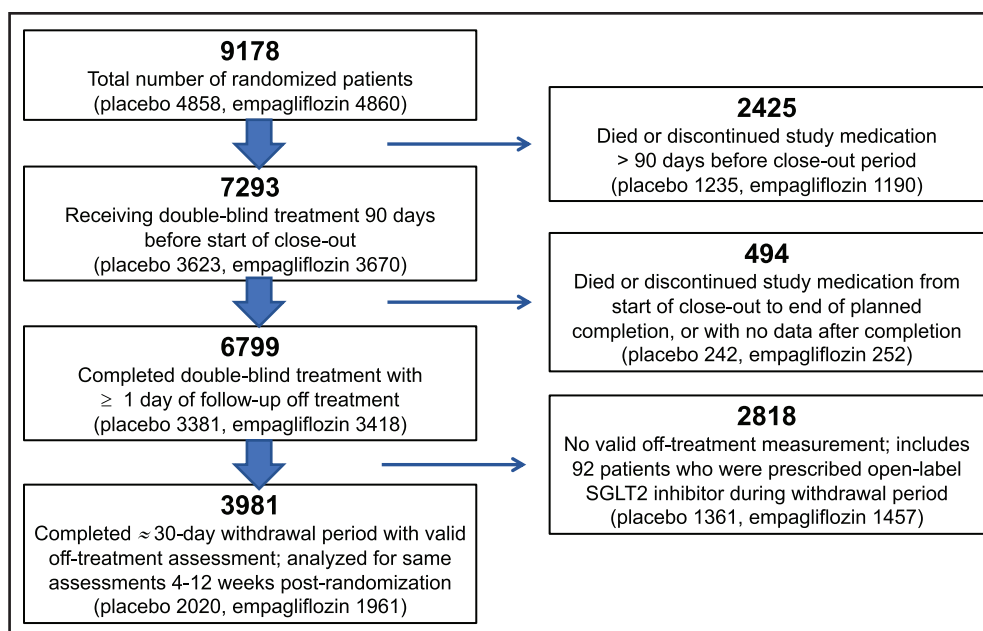 9178
Total number of randomized patients
(placebo 4858, empagliflozin 4860)
2425
Died or discontinued study medication
> 90 days before close-out period
(placebo 1235, empagliflozin 1190)
7293
Receiving double-blind treatment 90 days
before start of close-out
(placebo 3623, empagliflozin 3670)
494
Died or discontinued study medication from
start of close-out to end of planned
completion, or with no data after completion
(placebo 242, empagliflozin 252)
6799
Completed double-blind treatment with
≥ 1 day of follow-up off treatment
(placebo 3381, empagliflozin 3418)
2818
No valid off-treatment measurement; includes
92 patients who were prescribed open-label
SGLT2 inhibitor during withdrawal period
(placebo 1361, empagliflozin 1457)
3981
Completed ≈ 30-day withdrawal period with valid
off-treatment assessment; analyzed for same
assessments 4-12 weeks post-randomization
(placebo 2020, empagliflozin 1961)